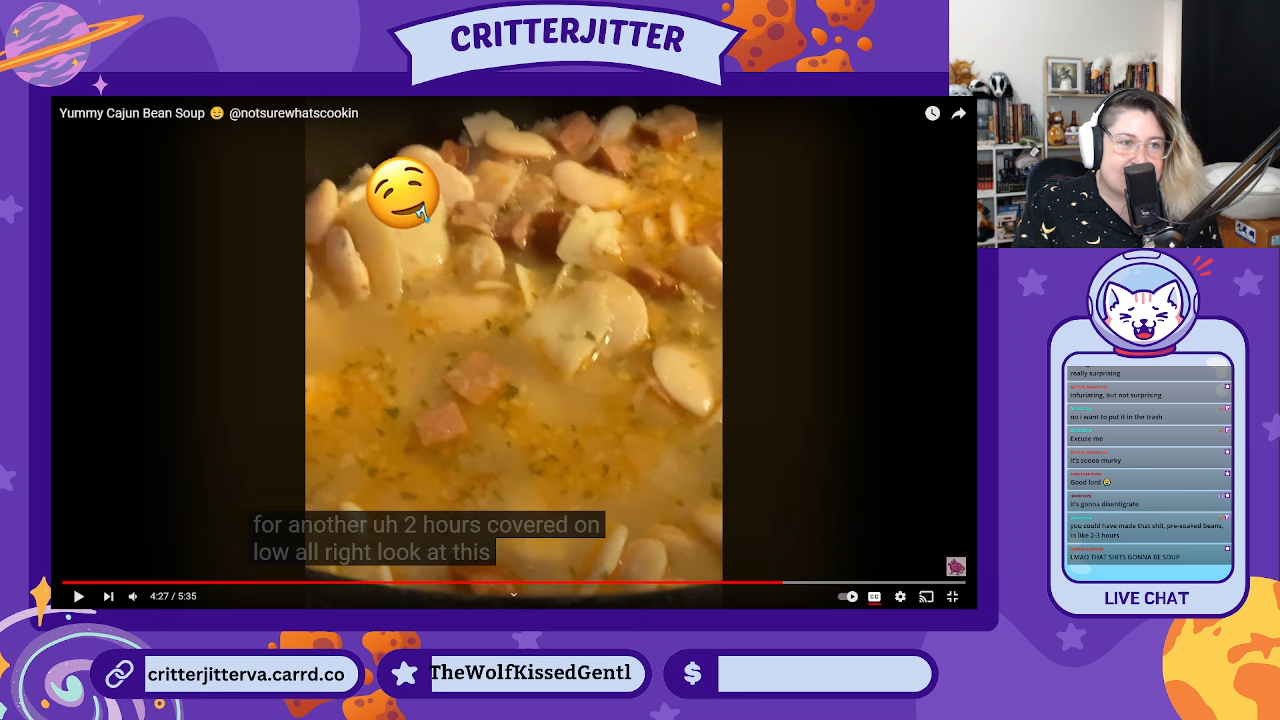 CRITTERJITTER
Yummy Cajun Bean Soup @notsurewhatscookin
for another uh 2 hours covered on
low all right look at this
4:27 / 5:35
CC
really surprising
infuriating, but not surprising
no i want to put it in the trash
Excuse me
it's soooo murky
Good lord
it's gonna disentigrate
you could have made that shit, pre-soaked beans,
in like 2-3 hours
LMAO THAT SHITS GONNA BE SOUP
LIVE CHAT
critterjitterva.carrd.co
TheWolfKissedGentl
$